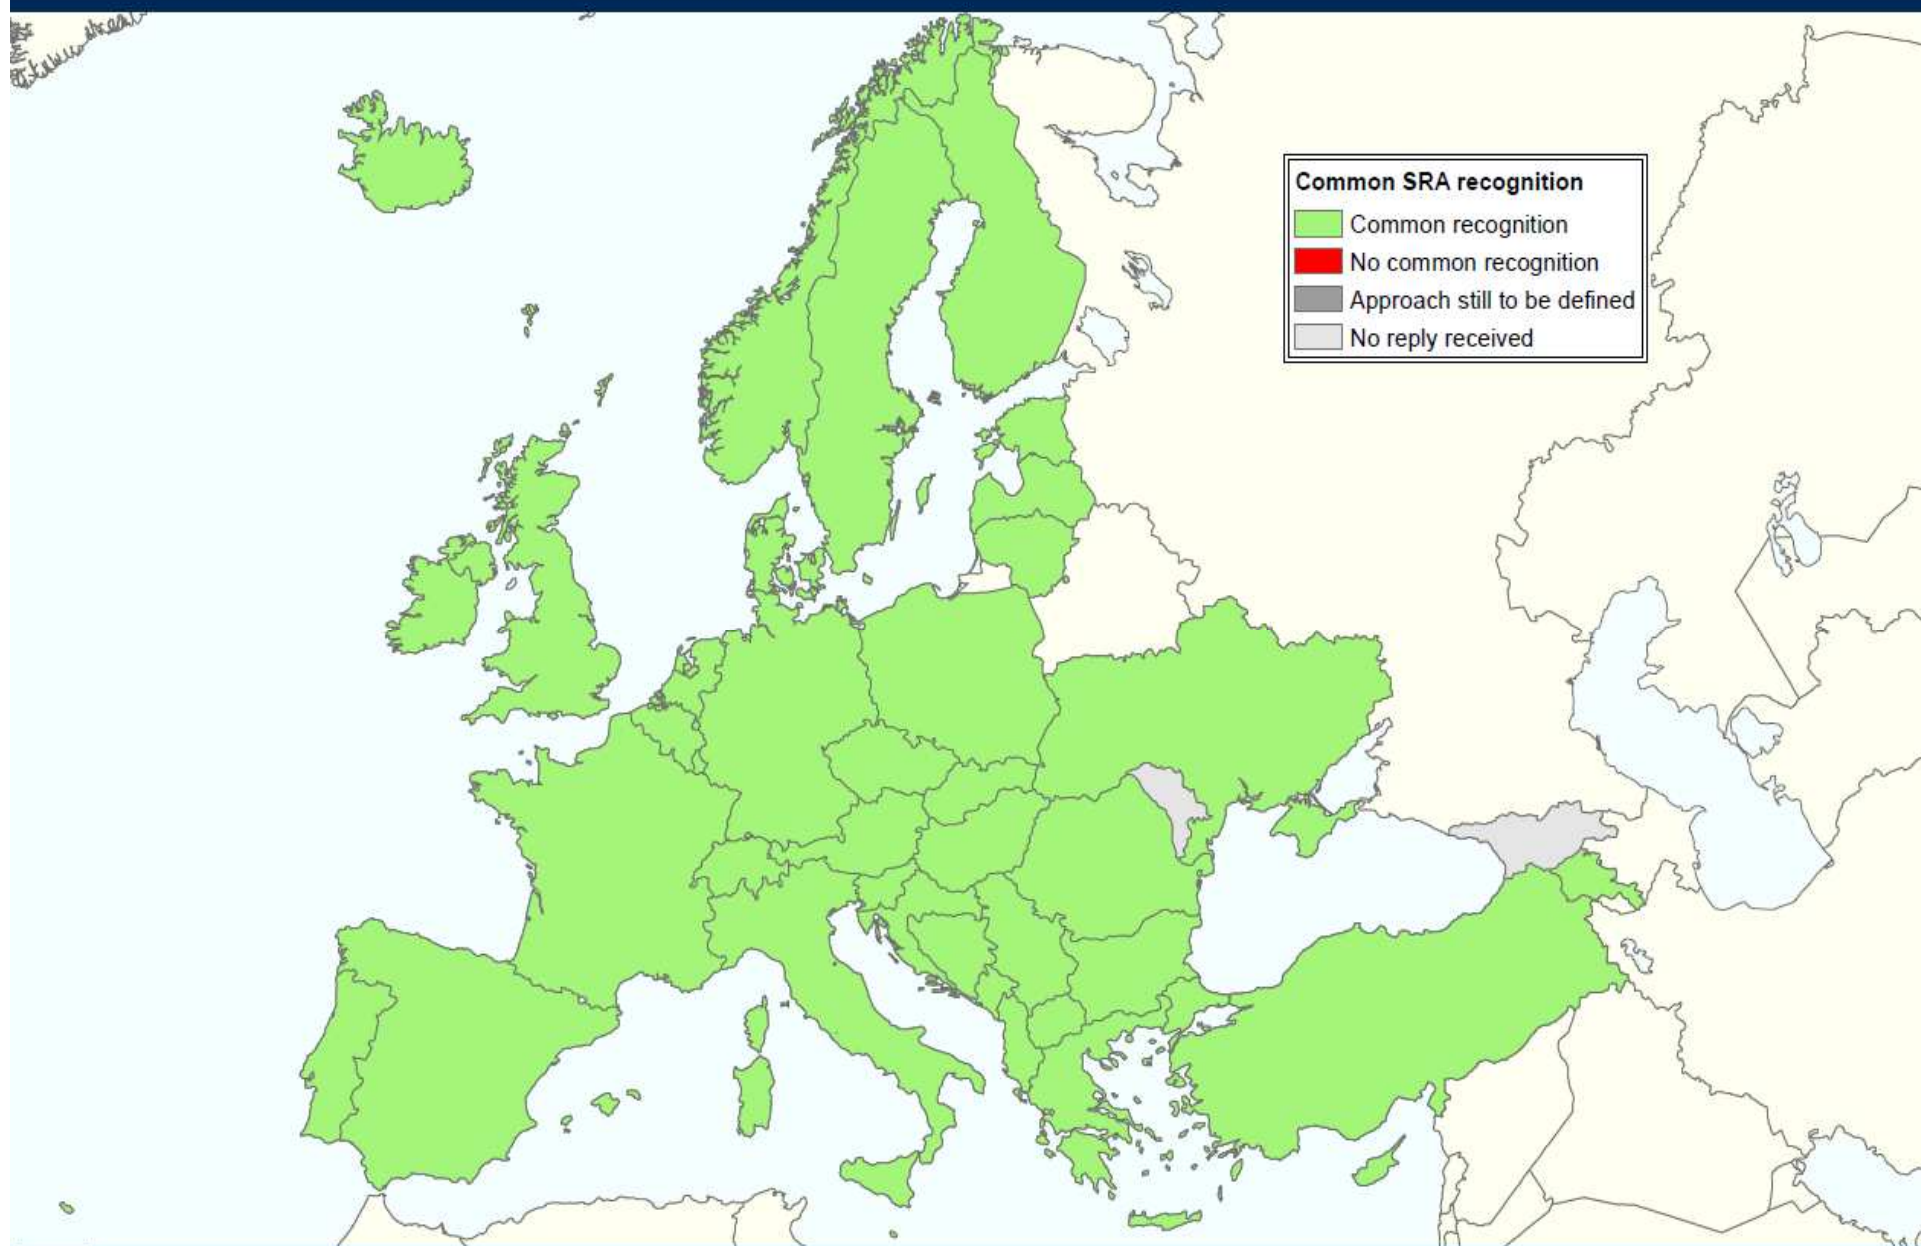 Common SRA recognition
Common recognition
No common recognition
Approach still to be defined
No reply received